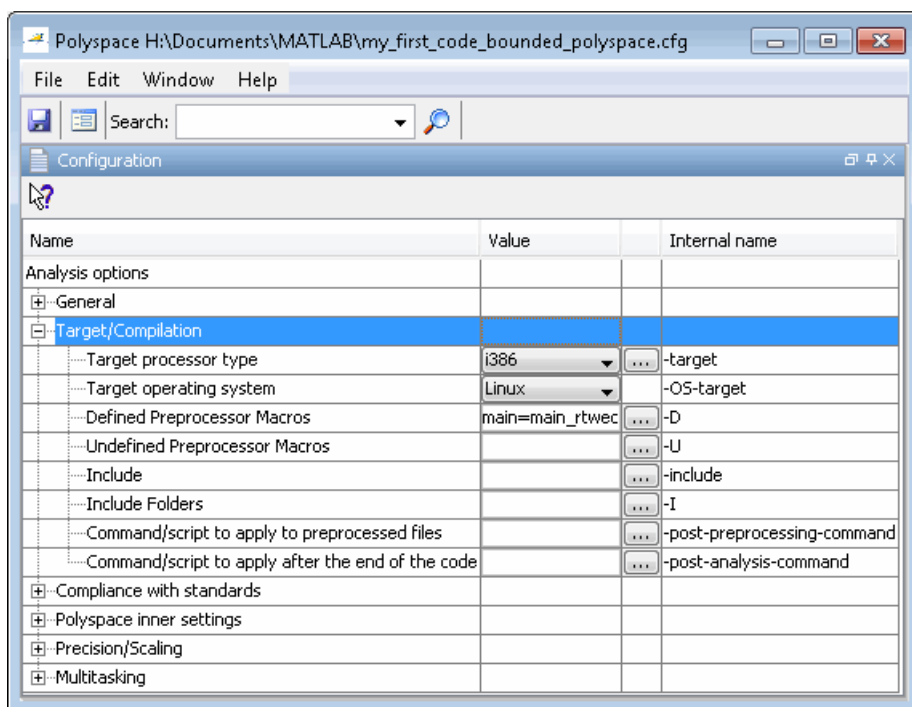 Polyspace H:\Documents\MATLAB\my_first_code_bounded_polyspace.cfg
File Edit Window Help
Search:
Configuration
Name Value Internal name
Analysis options
General
Target/Compilation
Target processor type i386 ... -target
Target operating system Linux -OS-target
Defined Preprocessor Macros main=main_rtwec ... -D
Undefined Preprocessor Macros ... -U
Include ... -include
Include Folders ... -I
Command/script to apply to preprocessed files ... -post-preprocessing-command
Command/script to apply after the end of the code ... -post-analysis-command
Compliance with standards
Polyspace inner settings
Precision/Scaling
Multitasking